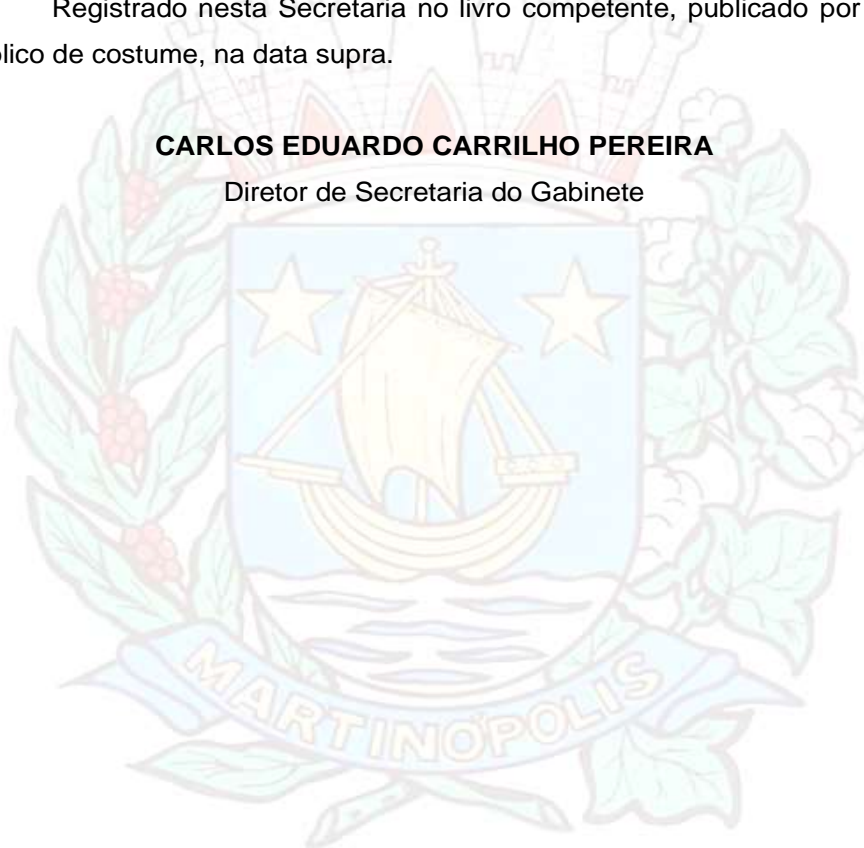 Registrado nesta Secretaria no livro competente, publicado por
lico de costume, na data supra.
CARLOS EDUARDO CARRILHO PEREIRA
Diretor de Secretaria do Gabinete
MARTINÓPOLIS